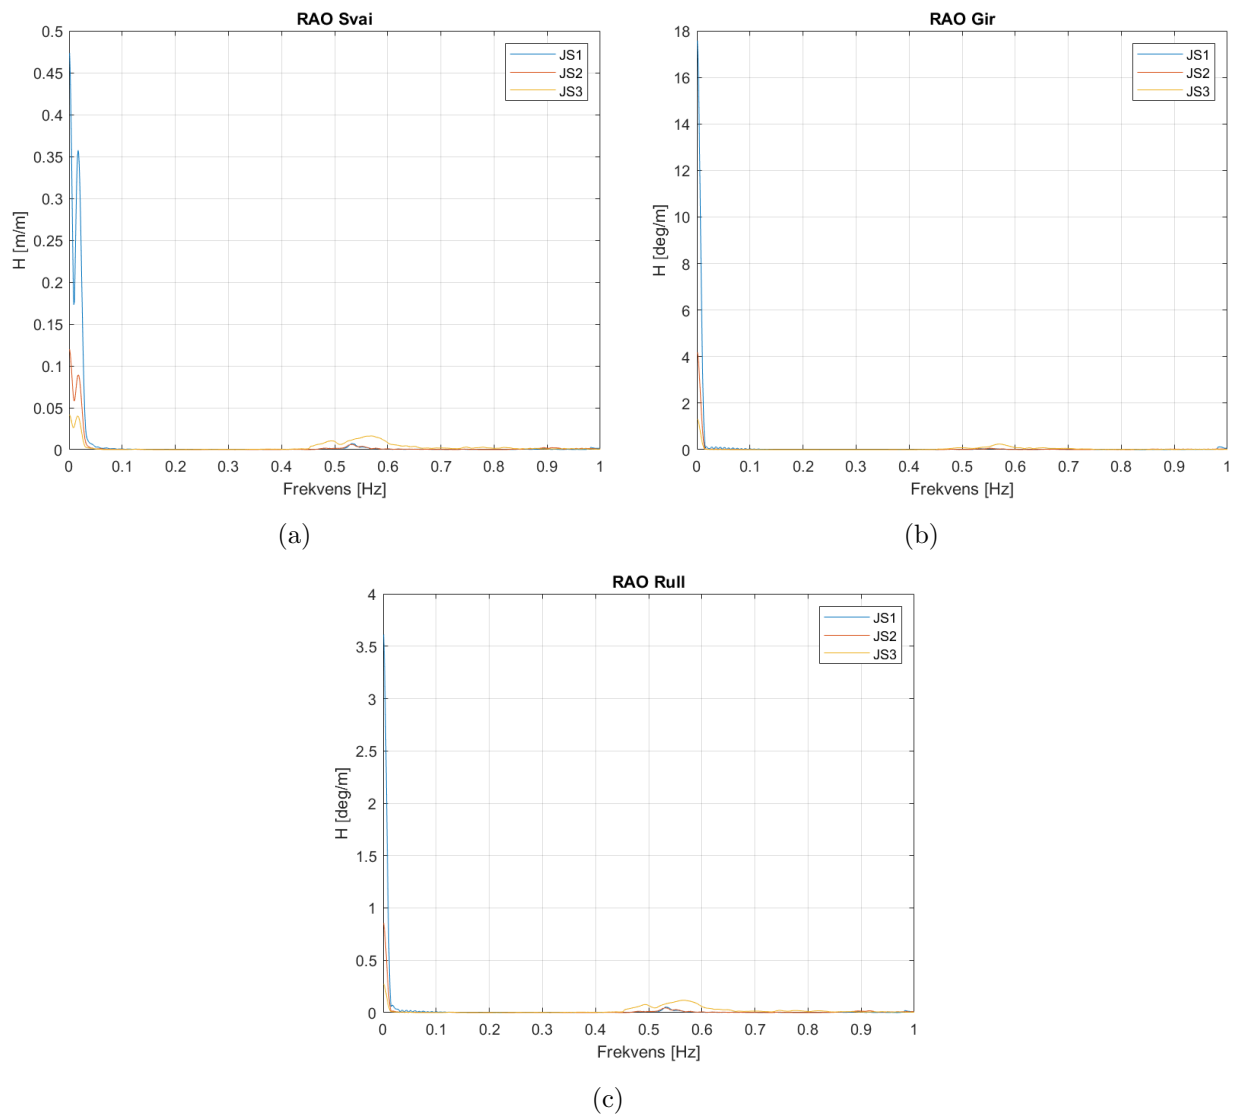 RAO Svai
0.5
0.45
0.4
0.35
0.3
0.25
0.2
0.15
0.1
0.05
0
H [m/m]
JS1
JS2
JS3
0 0.1 0.2 0.3 0.4 0.5 0.6 0.7 0.8 0.9 1
Frekvens [Hz]
(a)
RAO Gir
18
16
14
12
10
8
6
4
2
0
H [deg/m]
JS1
JS2
JS3
0 0.1 0.2 0.3 0.4 0.5 0.6 0.7 0.8 0.9 1
Frekvens [Hz]
(b)
RAO Rull
4
3.5
3
2.5
2
1.5
1
0.5
0
H [deg/m]
JS1
JS2
JS3
0 0.1 0.2 0.3 0.4 0.5 0.6 0.7 0.8 0.9 1
Frekvens [Hz]
(c)